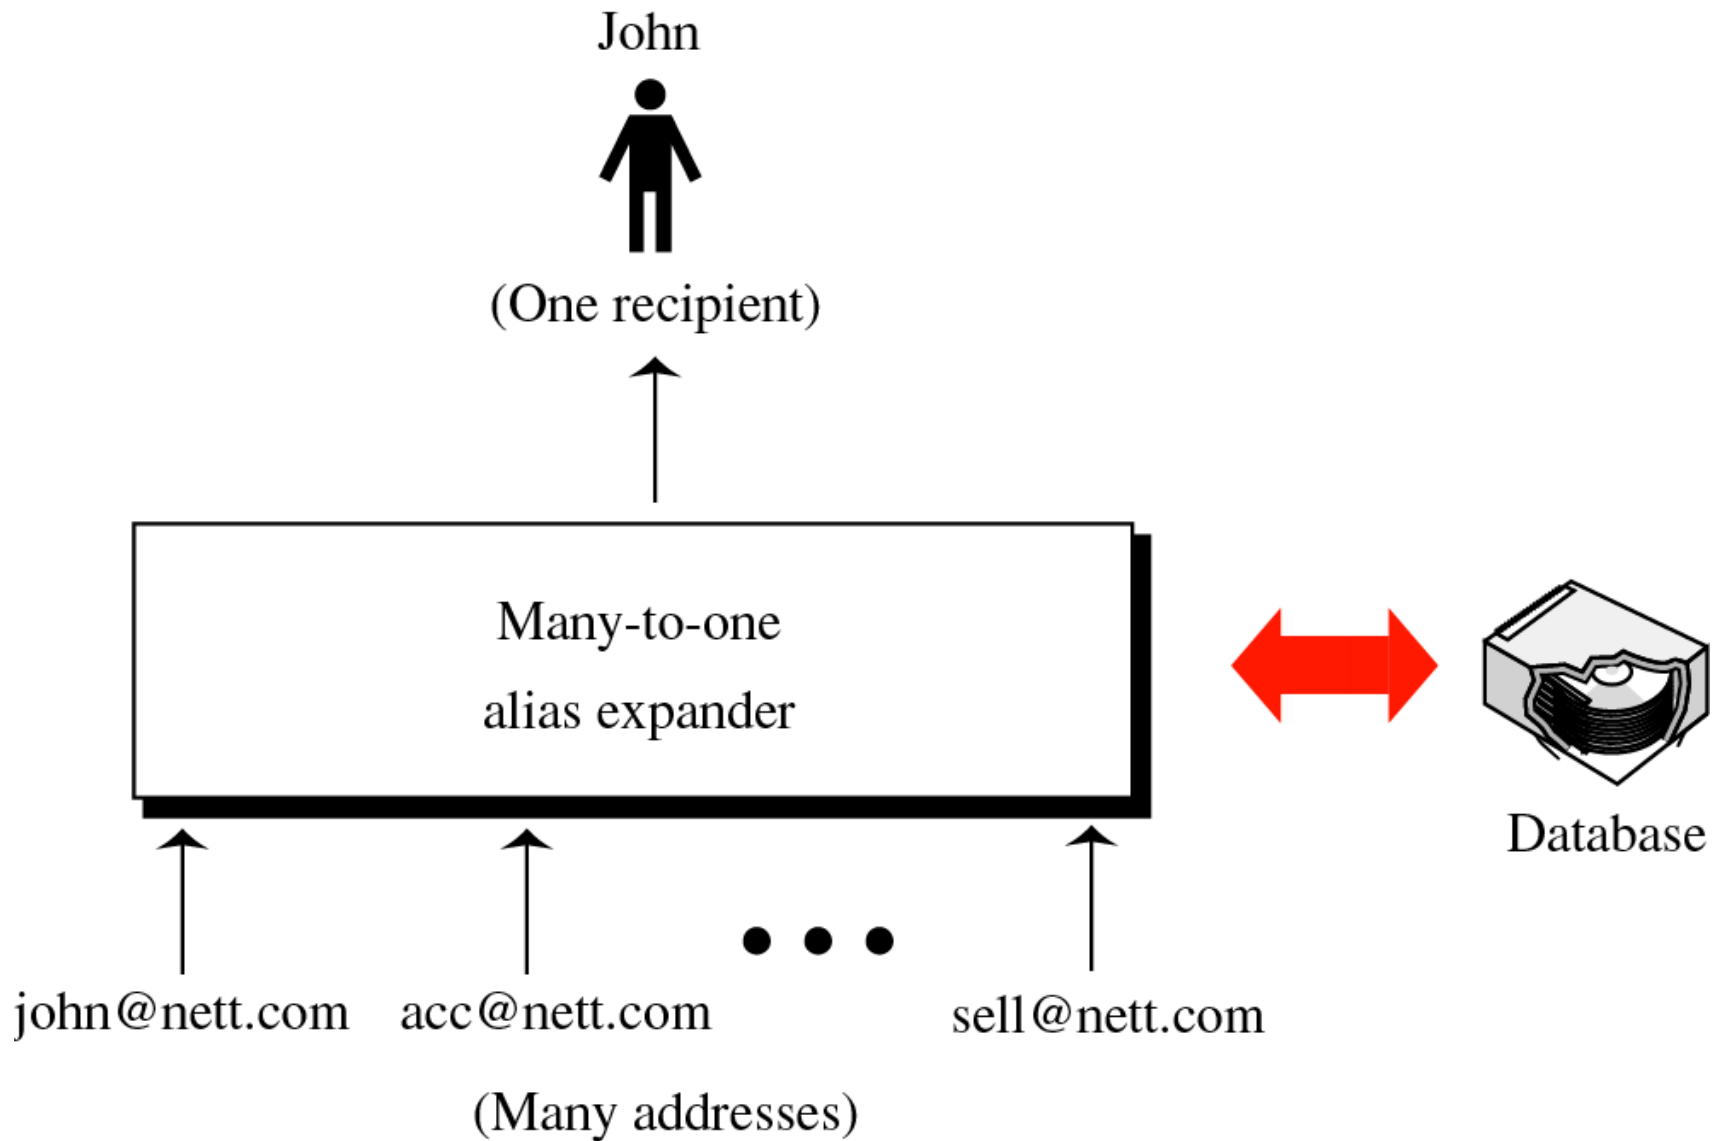 John
(One recipient)
Many-to-one
alias expander
Database
john@nett.com
acc@nett.com
sell@nett.com
(Many addresses)